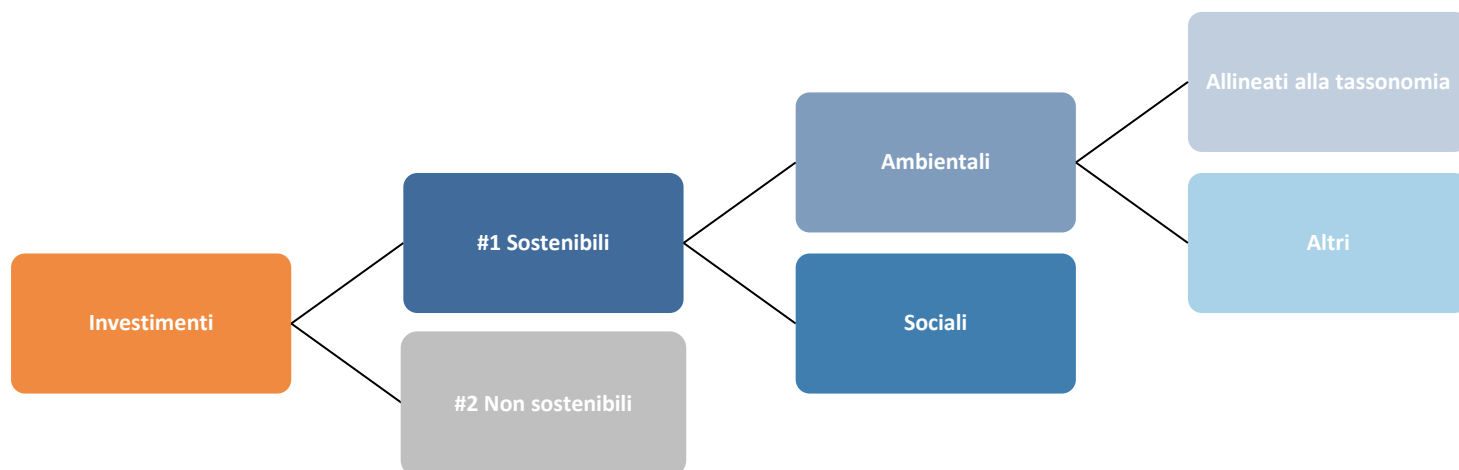 Investimenti
#1 Sostenibili
#2 Non sostenibili
Ambientali
Sociali
Allineati alla tassonomia
Altri